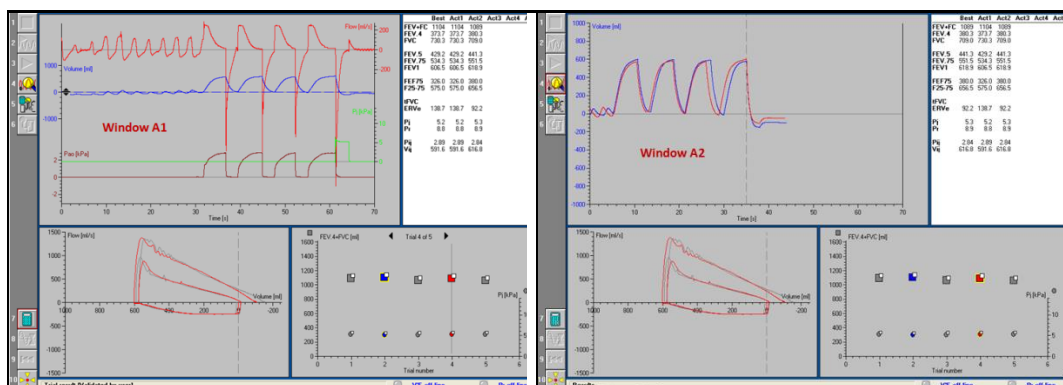 Flow [ml/s]
Volume [ml]
Window A1
Pao [kPa]
Pj [kPa]
Time [s]
Best Act1 Act2 Act3 Act4
FEV+FC 1104 1104 1089
FEV.4 373.7 373.7 380.3
FVC 730.3 730.3 709.0
FEV.5 429.2 429.2 441.3
FEV.75 534.3 534.3 551.5
FEV1 606.5 606.5 618.9
FEF75 326.0 326.0 380.0
F25-75 575.0 575.0 656.5
tFVC
ERVe 138.7 138.7 92.2
Pj 5.2 5.2 5.3
Pr 8.8 8.8 8.9
Pij 2.89 2.89 2.84
Vij 591.6 591.6 616.8
Flow [ml/s]
Volume [ml]
FEV.4+FVC [ml]
Trial 4 of 5
Pj [kPa]
Trial number
Volume [ml]
Window A2
Time [s]
Best Act1 Act2 Act3 Act4
FEV+FC 1089 1104 1089
FEV.4 380.3 373.7 380.3
FVC 709.0 730.3 709.0
FEV.5 441.3 429.2 441.3
FEV.75 551.5 534.3 551.5
FEV1 618.9 606.5 618.9
FEF75 380.0 326.0 380.0
F25-75 656.5 575.0 656.5
tFVC
ERVe 92.2 138.7 92.2
Pj 5.3 5.2 5.3
Pr 8.9 8.8 8.9
Pij 2.84 2.89 2.84
Vij 616.8 591.6 616.8
Flow [ml/s]
Volume [ml]
FEV.4+FVC [ml]
Pj [kPa]
Trial number